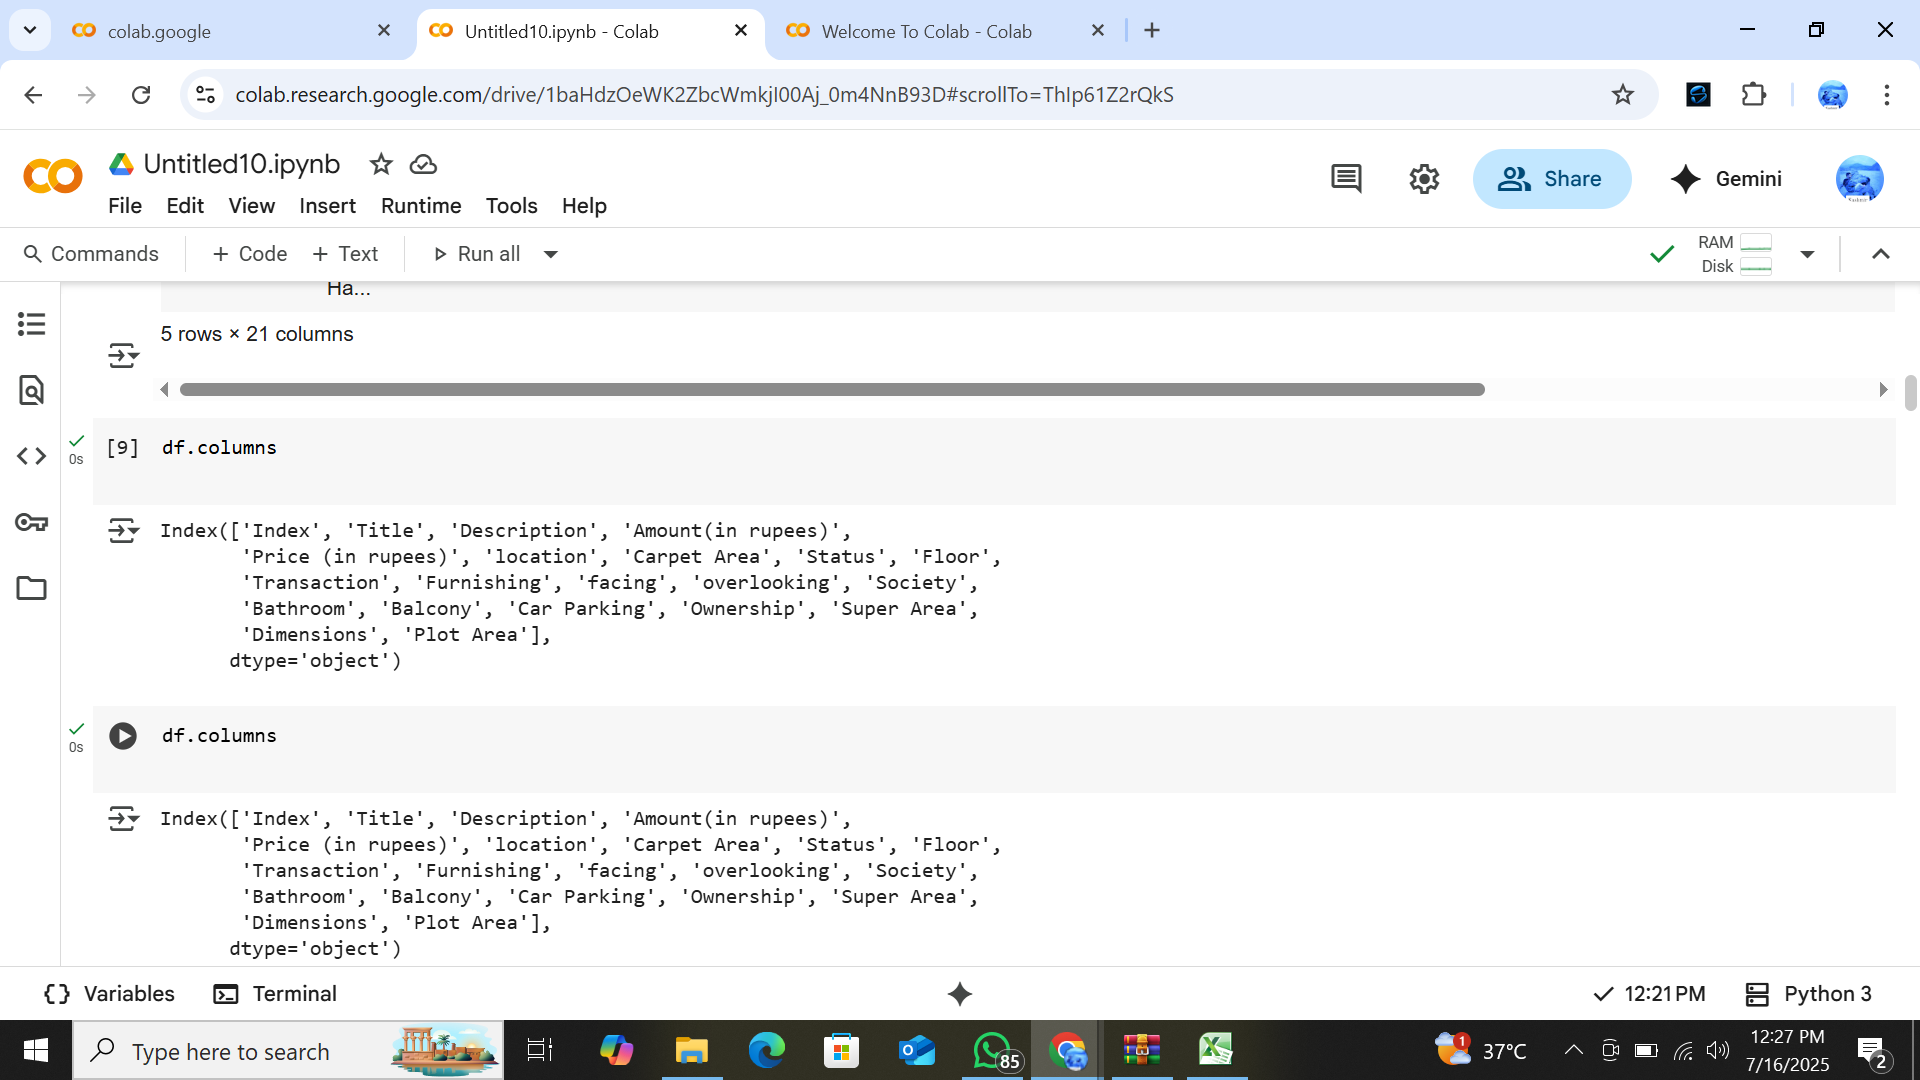 colab.google
Untitled10.ipynb - Colab
Welcome To Colab - Colab
colab.research.google.com/drive/1baHdzOeWK2ZbcWmkjI00Aj_0m4NnB93D#scrollTo=ThIp61Z2rQkS
Untitled10.ipynb
Share
Gemini
File Edit View Insert Runtime Tools Help
Commands + Code + Text Run all
RAM
Disk
Ha...
5 rows × 21 columns
0s
[9] df.columns
Index(['Index', 'Title', 'Description', 'Amount(in rupees)',
'Price (in rupees)', 'location', 'Carpet Area', 'Status', 'Floor',
'Transaction', 'Furnishing', 'facing', 'overlooking', 'Society',
'Bathroom', 'Balcony', 'Car Parking', 'Ownership', 'Super Area',
'Dimensions', 'Plot Area'],
dtype='object')
0s
df.columns
Index(['Index', 'Title', 'Description', 'Amount(in rupees)',
'Price (in rupees)', 'location', 'Carpet Area', 'Status', 'Floor',
'Transaction', 'Furnishing', 'facing', 'overlooking', 'Society',
'Bathroom', 'Balcony', 'Car Parking', 'Ownership', 'Super Area',
'Dimensions', 'Plot Area'],
dtype='object')
Variables Terminal
12:21 PM
Python 3
Type here to search
85
1
37°C
12:27 PM
7/16/2025
2